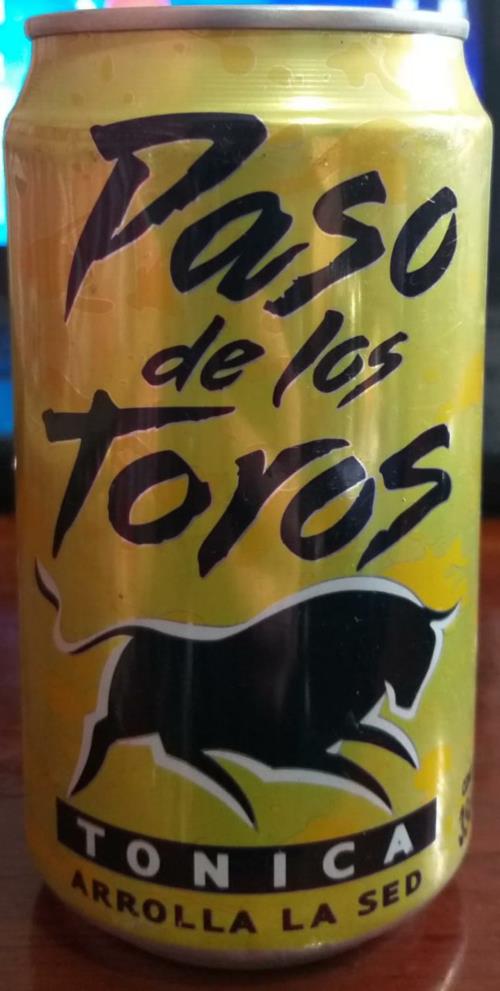 Paso
de los
Toros
TONICA
ARROLLA LA SED